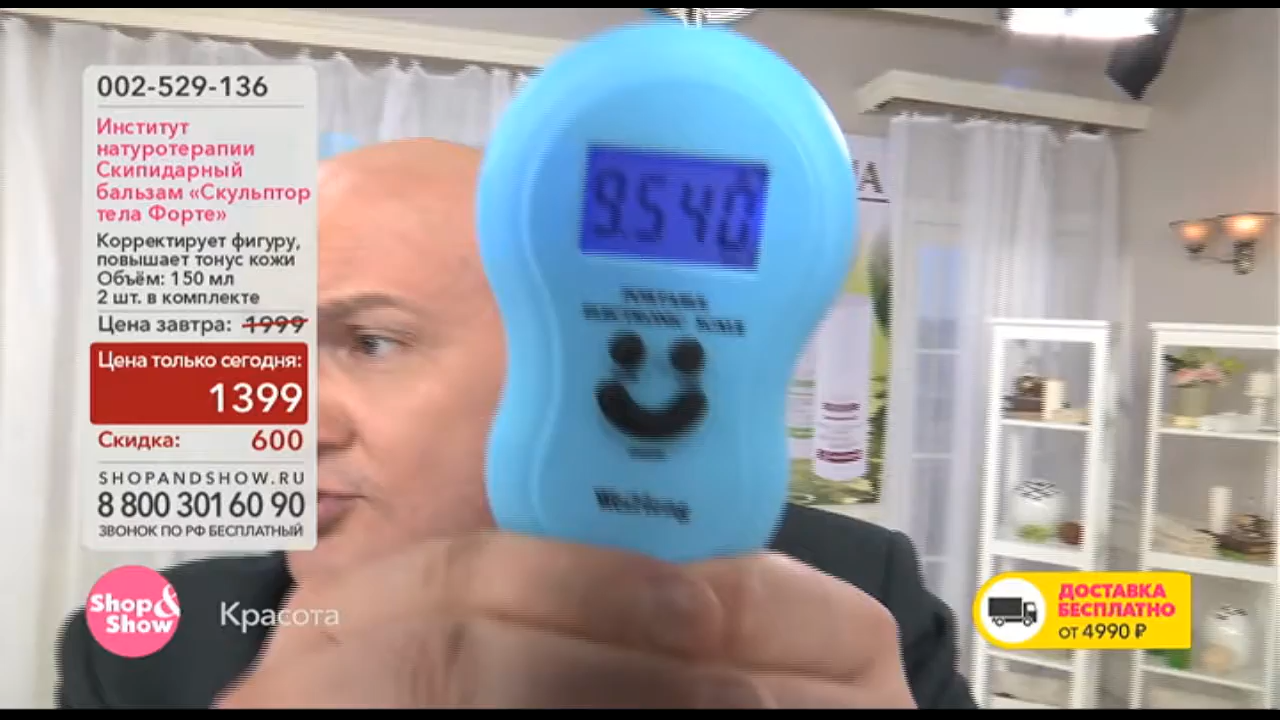 002-529-136
Институт
натуротерапии
Скипидарный
бальзам «Скульптор
тела Форте»
Корректирует фигуру,
повышает тонус кожи
Объём: 150 мл
2 шт. в комплекте
Цена завтра: 1999
Цена только сегодня:
1399
Скидка: 600
SHOPANDSHOW.RU
8 800 301 60 90
ЗВОНОК ПО РФ БЕСПЛАТНЫЙ
Shop&
Show
Красота
9.540
WeiHeng
ДОСТАВКА
БЕСПЛАТНО
от 4990 ₽